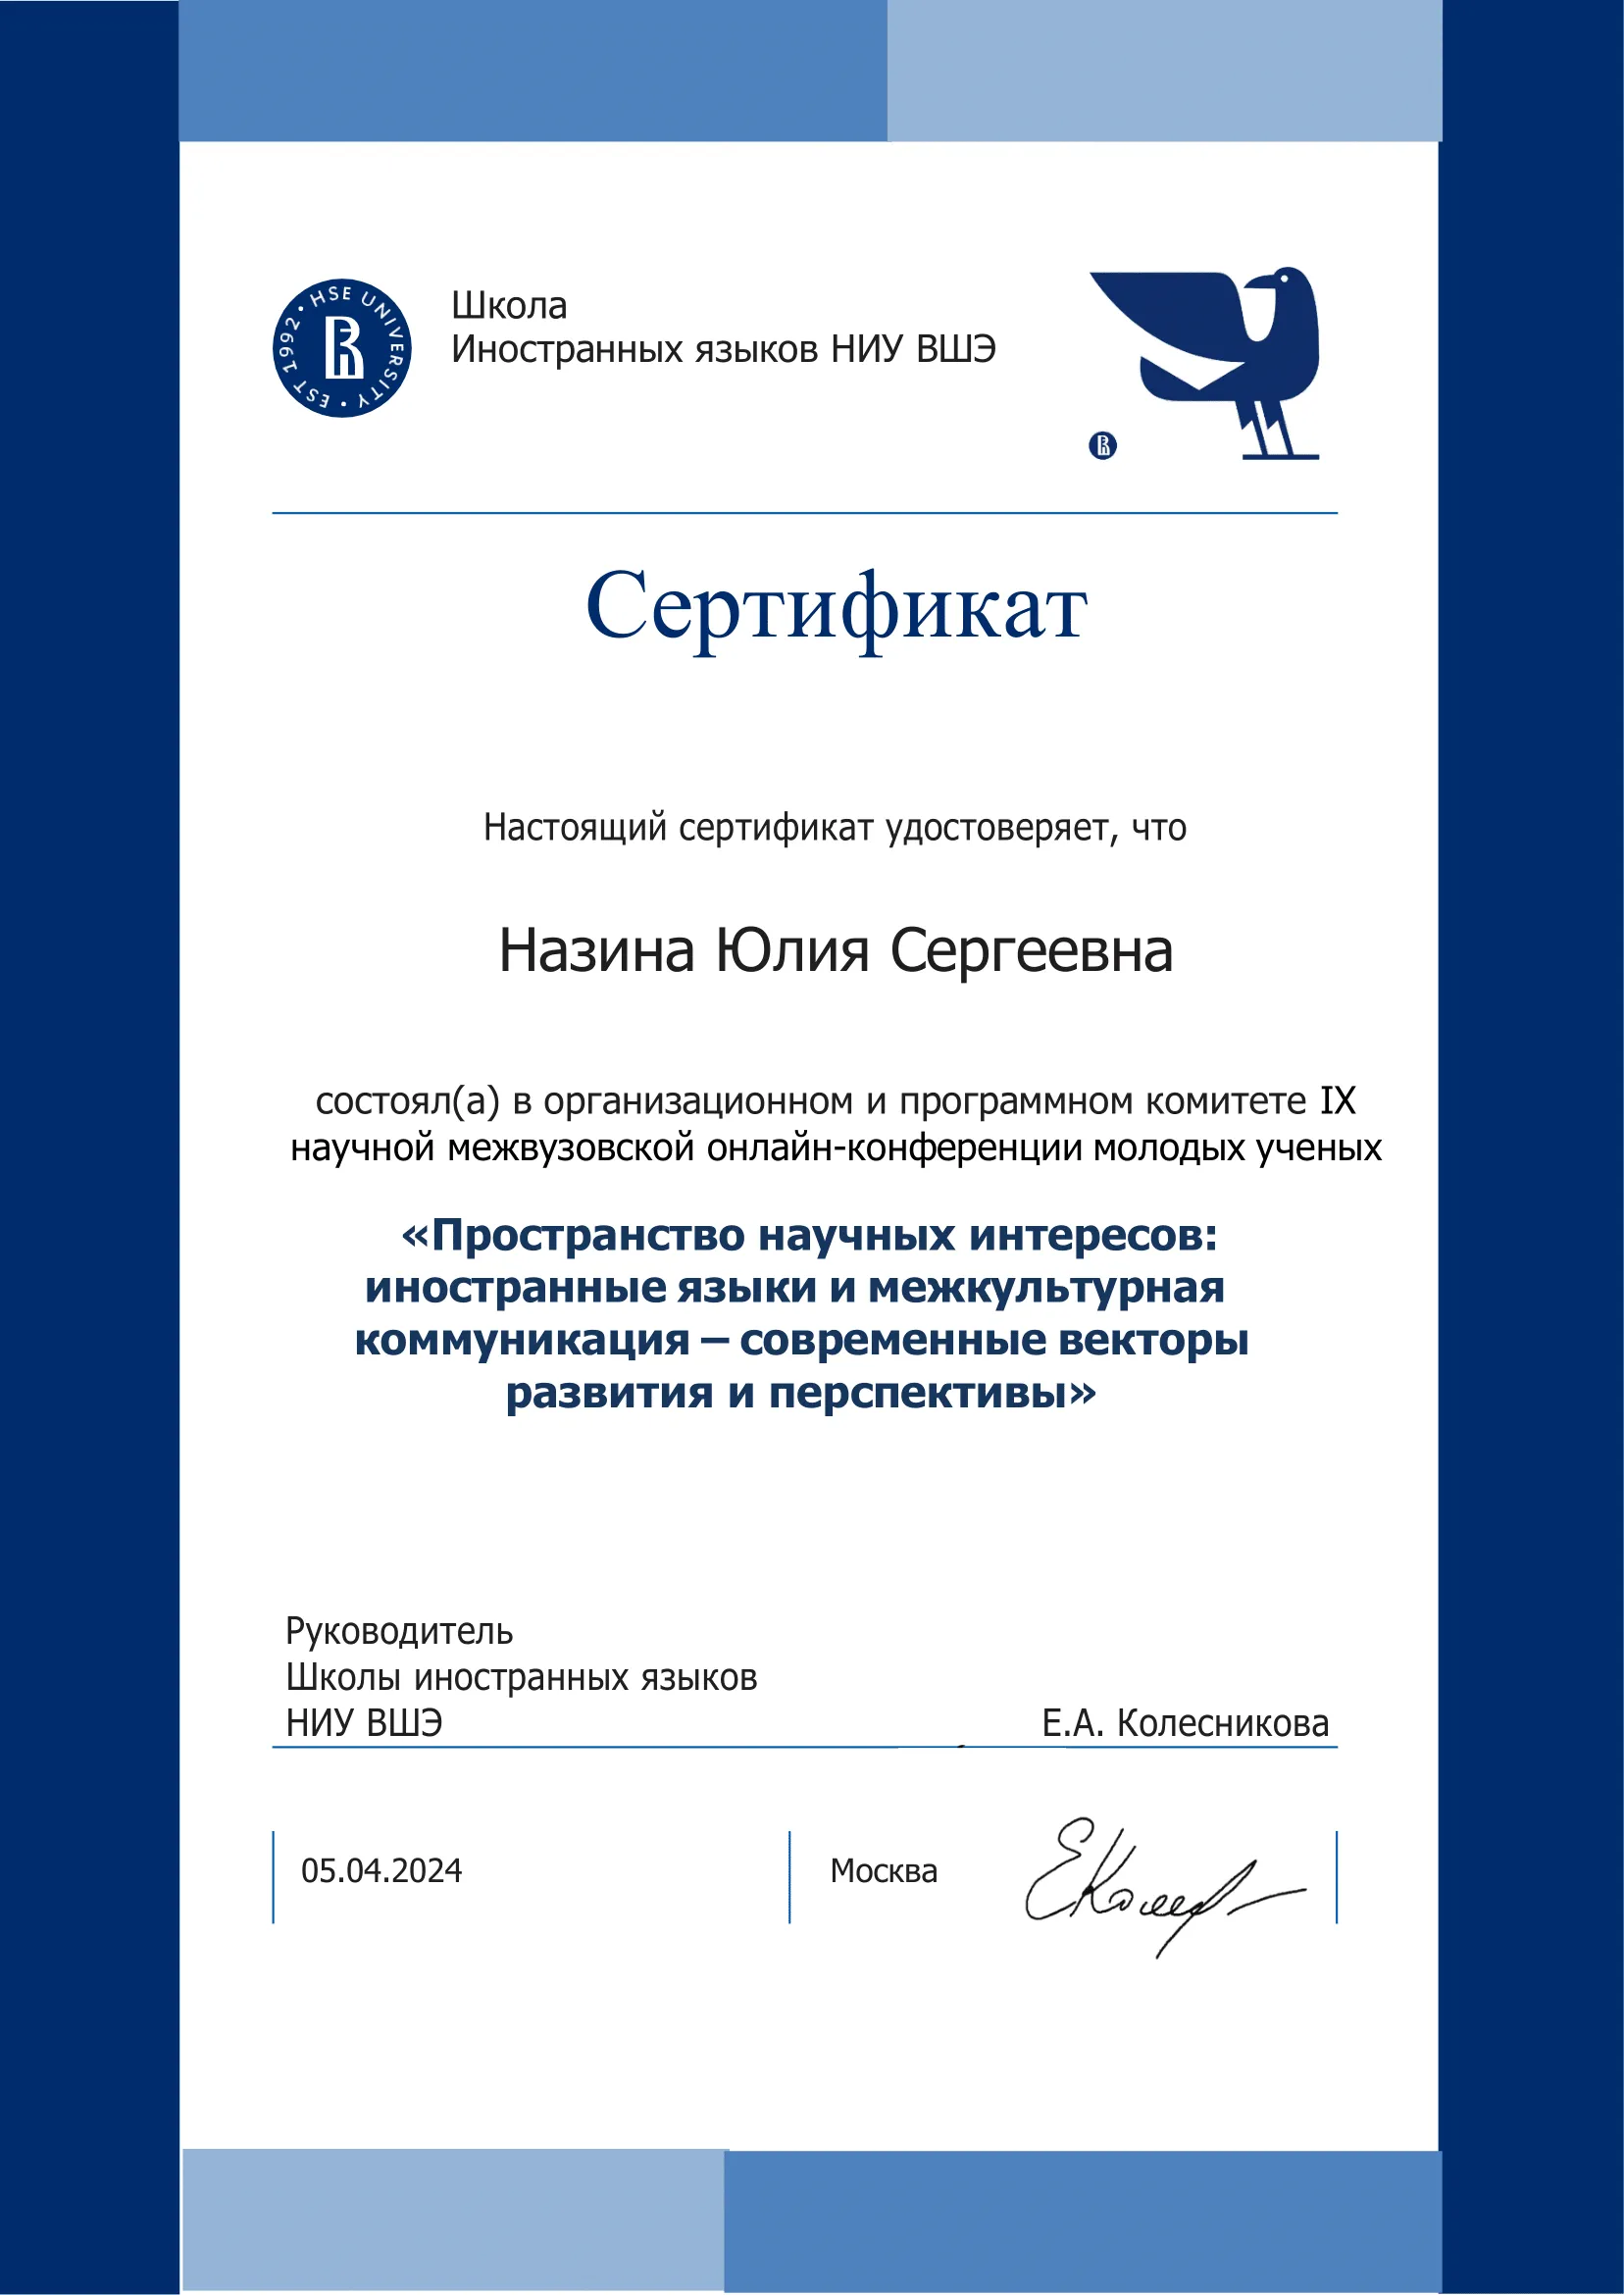 HSE UNIVERSITY • EST 1992 •
Школа
Иностранных языков НИУ ВШЭ
Сертификат
Настоящий сертификат удостоверяет, что
Назина Юлия Сергеевна
состоял(а) в организационном и программном комитете IX
научной межвузовской онлайн-конференции молодых ученых
«Пространство научных интересов:
иностранные языки и межкультурная
коммуникация – современные векторы
развития и перспективы»
Руководитель
Школы иностранных языков
НИУ ВШЭ
Е.А. Колесникова
05.04.2024
Москва